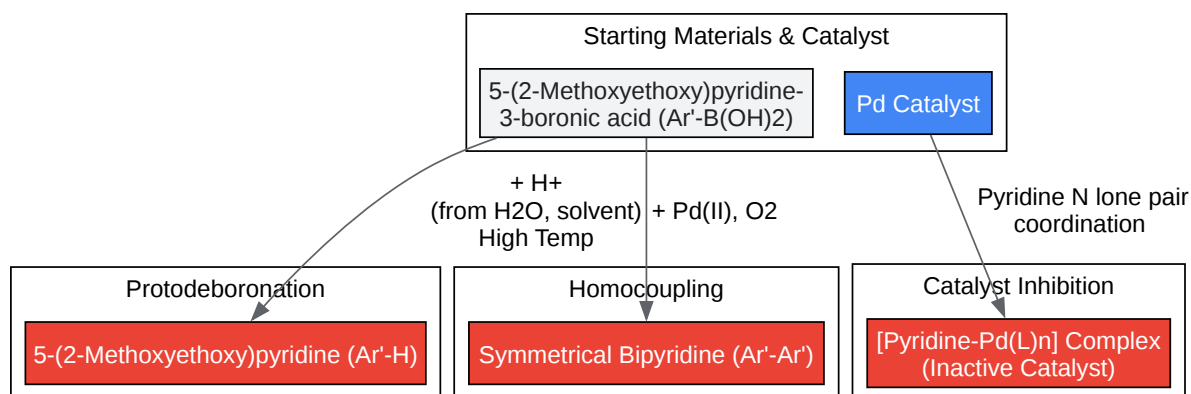 Starting Materials & Catalyst
5-(2-Methoxyethoxy)pyridine-
3-boronic acid (Ar'-B(OH)2)
Pd Catalyst
+ H+
(from H2O, solvent)
High Temp
+ Pd(II), O2
Pyridine N lone pair
coordination
Protodeboronation
5-(2-Methoxyethoxy)pyridine (Ar'-H)
Homocoupling
Symmetrical Bipyridine (Ar'-Ar')
Catalyst Inhibition
[Pyridine-Pd(L)n] Complex
(Inactive Catalyst)